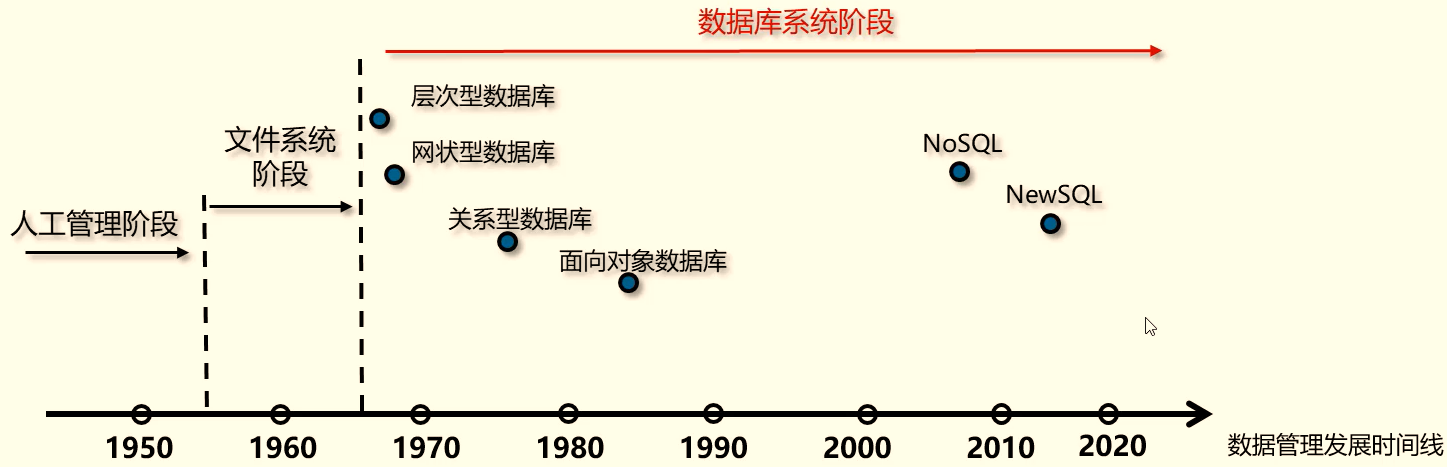 数据库系统阶段
层次型数据库
文件系统
阶段
网状型数据库
NoSQL
NewSQL
人工管理阶段
关系型数据库
面向对象数据库
1950
1960
1970
1980
1990
2000
2010
2020
数据管理发展时间线